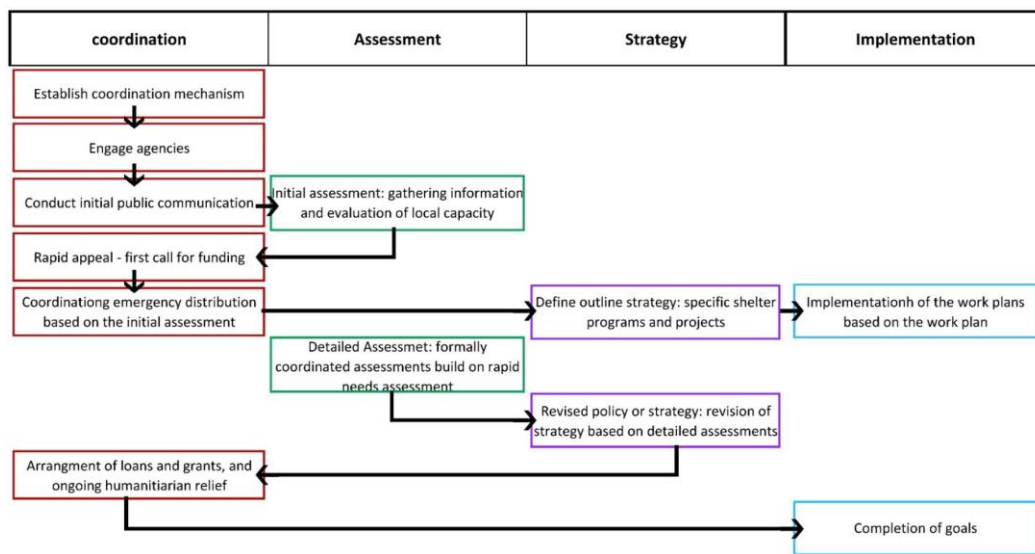 coordination
Assessment
Strategy
Implementation
Establish coordination mechanism
Engage agencies
Conduct initial public communication
Initial assessment: gathering information
and evaluation of local capacity
Rapid appeal - first call for funding
Coordinationg emergency distribution
based on the initial assessment
Define outline strategy: specific shelter
programs and projects
Implementationh of the work plans
based on the work plan
Detailed Assessmet: formally
coordinated assessments build on rapid
needs assessment
Revised policy or strategy: revision of
strategy based on detailed assessments
Arrangment of loans and grants, and
ongoing humanitiarian relief
Completion of goals